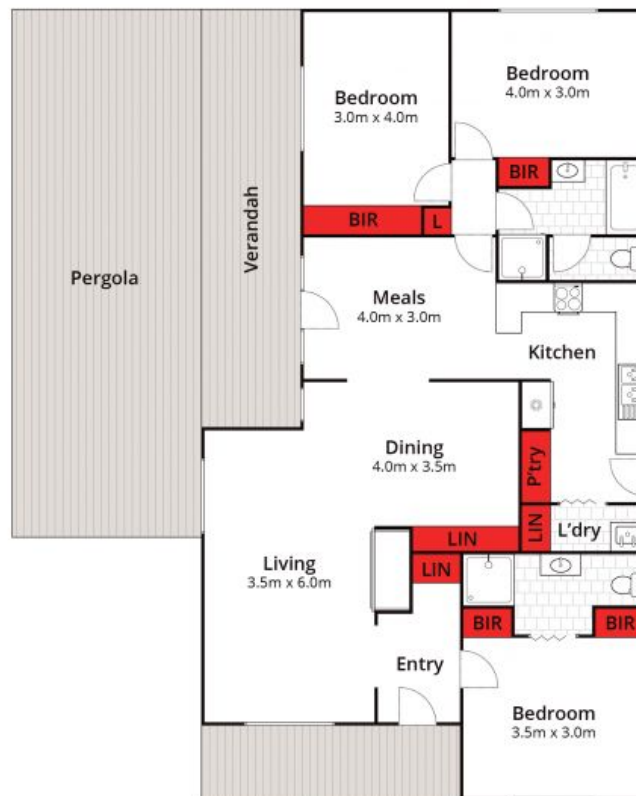 Bedroom
4.0m x 3.0m
Bedroom
3.0m x 4.0m
BIR
BIR
L
Verandah
Pergola
Meals
4.0m x 3.0m
Kitchen
Dining
4.0m x 3.5m
P'try
LIN
L'dry
LIN
LIN
Living
3.5m x 6.0m
BIR
BIR
Entry
Bedroom
3.5m x 3.0m